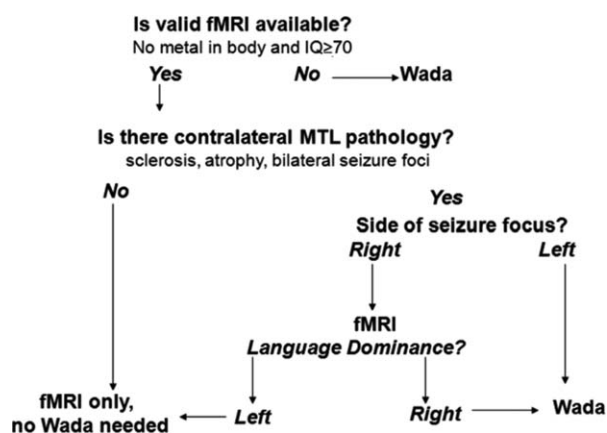 Is valid fMRI available?
No metal in body and IQ≥70
Yes No Wada
Is there contralateral MTL pathology?
sclerosis, atrophy, bilateral seizure foci
No
Yes
Side of seizure focus?
Right Left
fMRI
Language Dominance?
fMRI only,
no Wada needed
Left
Right
Wada